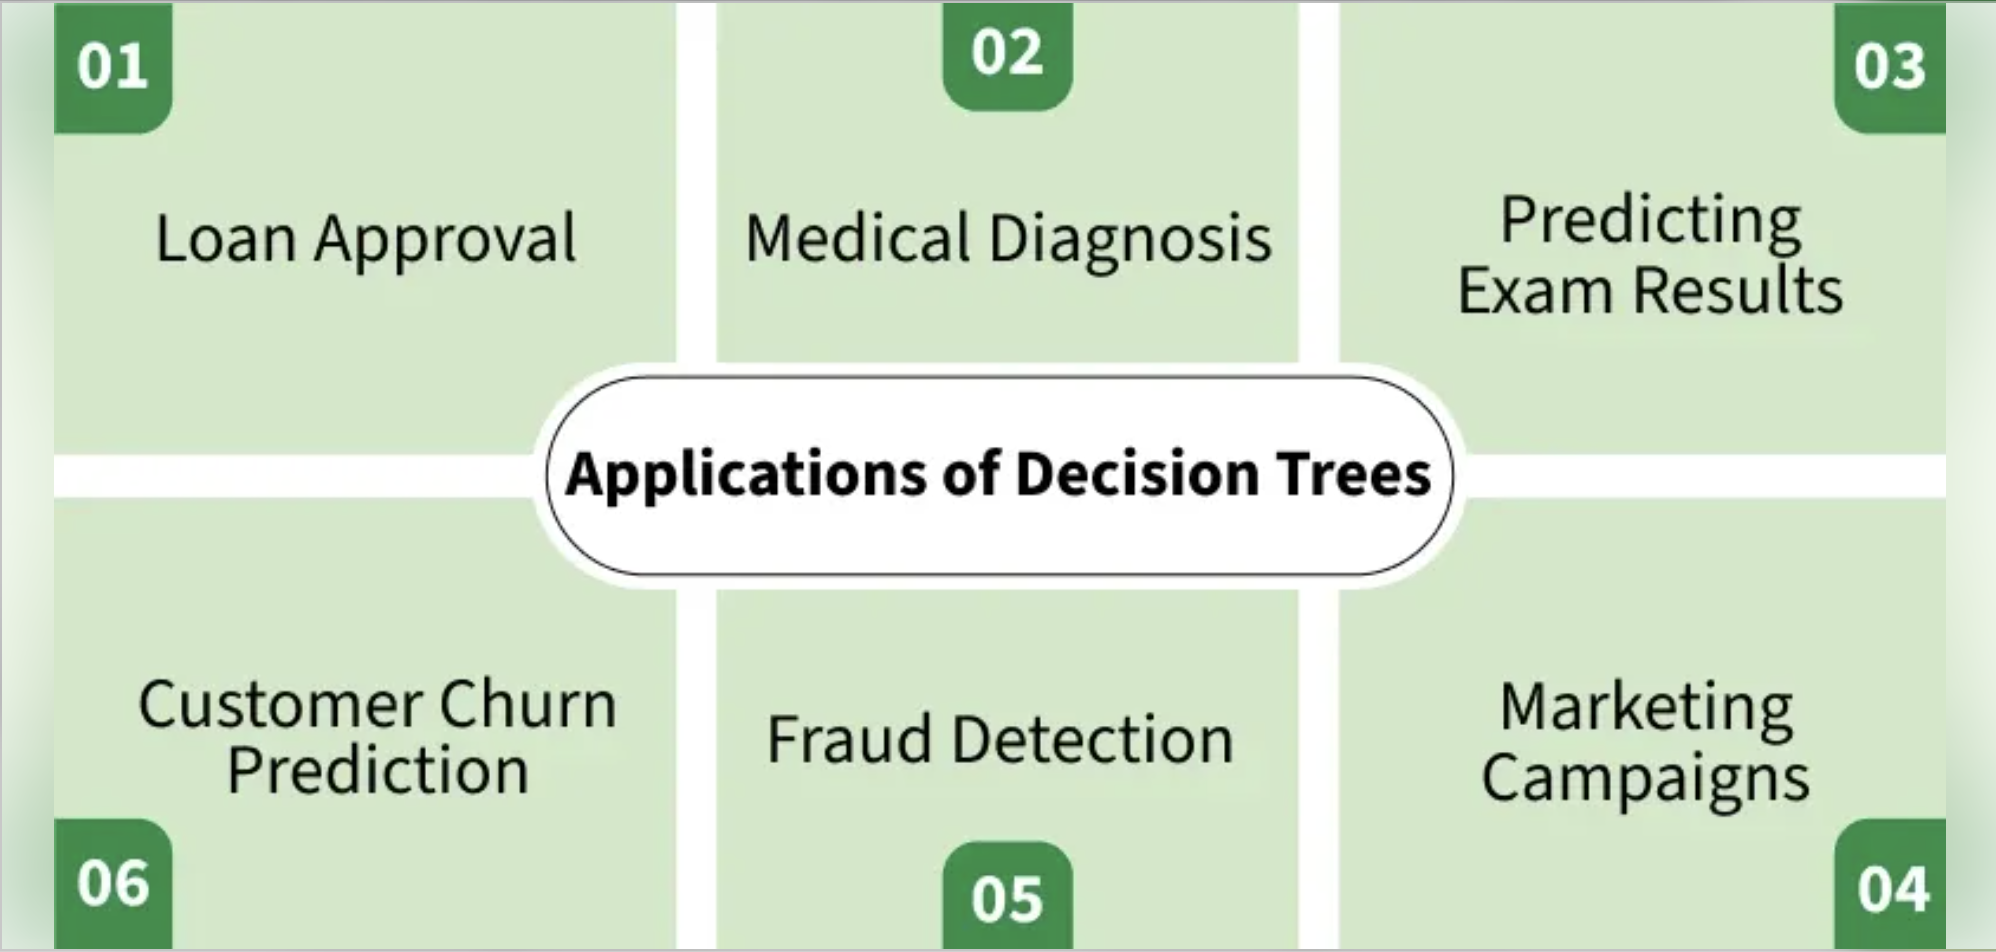 01
Loan Approval
02
Medical Diagnosis
03
Predicting
Exam Results
Applications of Decision Trees
Customer Churn
Prediction
06
Fraud Detection
05
Marketing
Campaigns
04